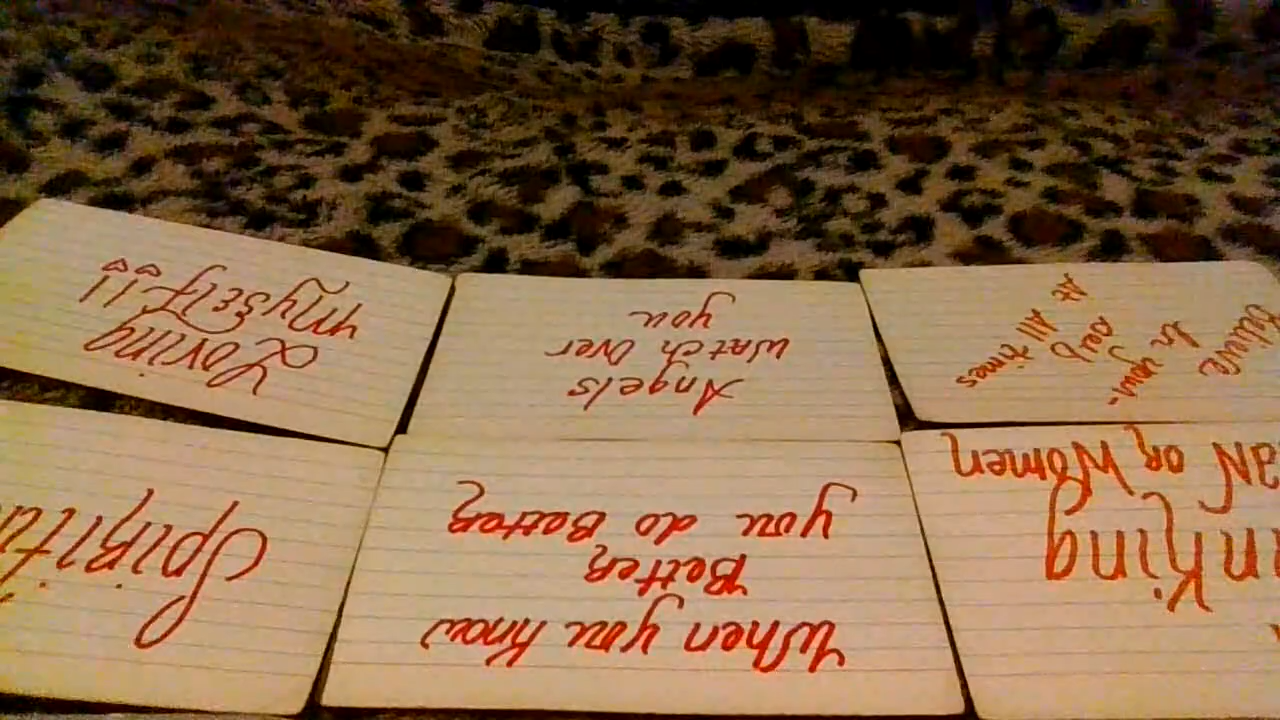 nking
aN OR Women
When you know
Better
you do Better
Spiritu
Believe
In your-
At All times
Angels
Watch Over
you
Loving
Myself!!